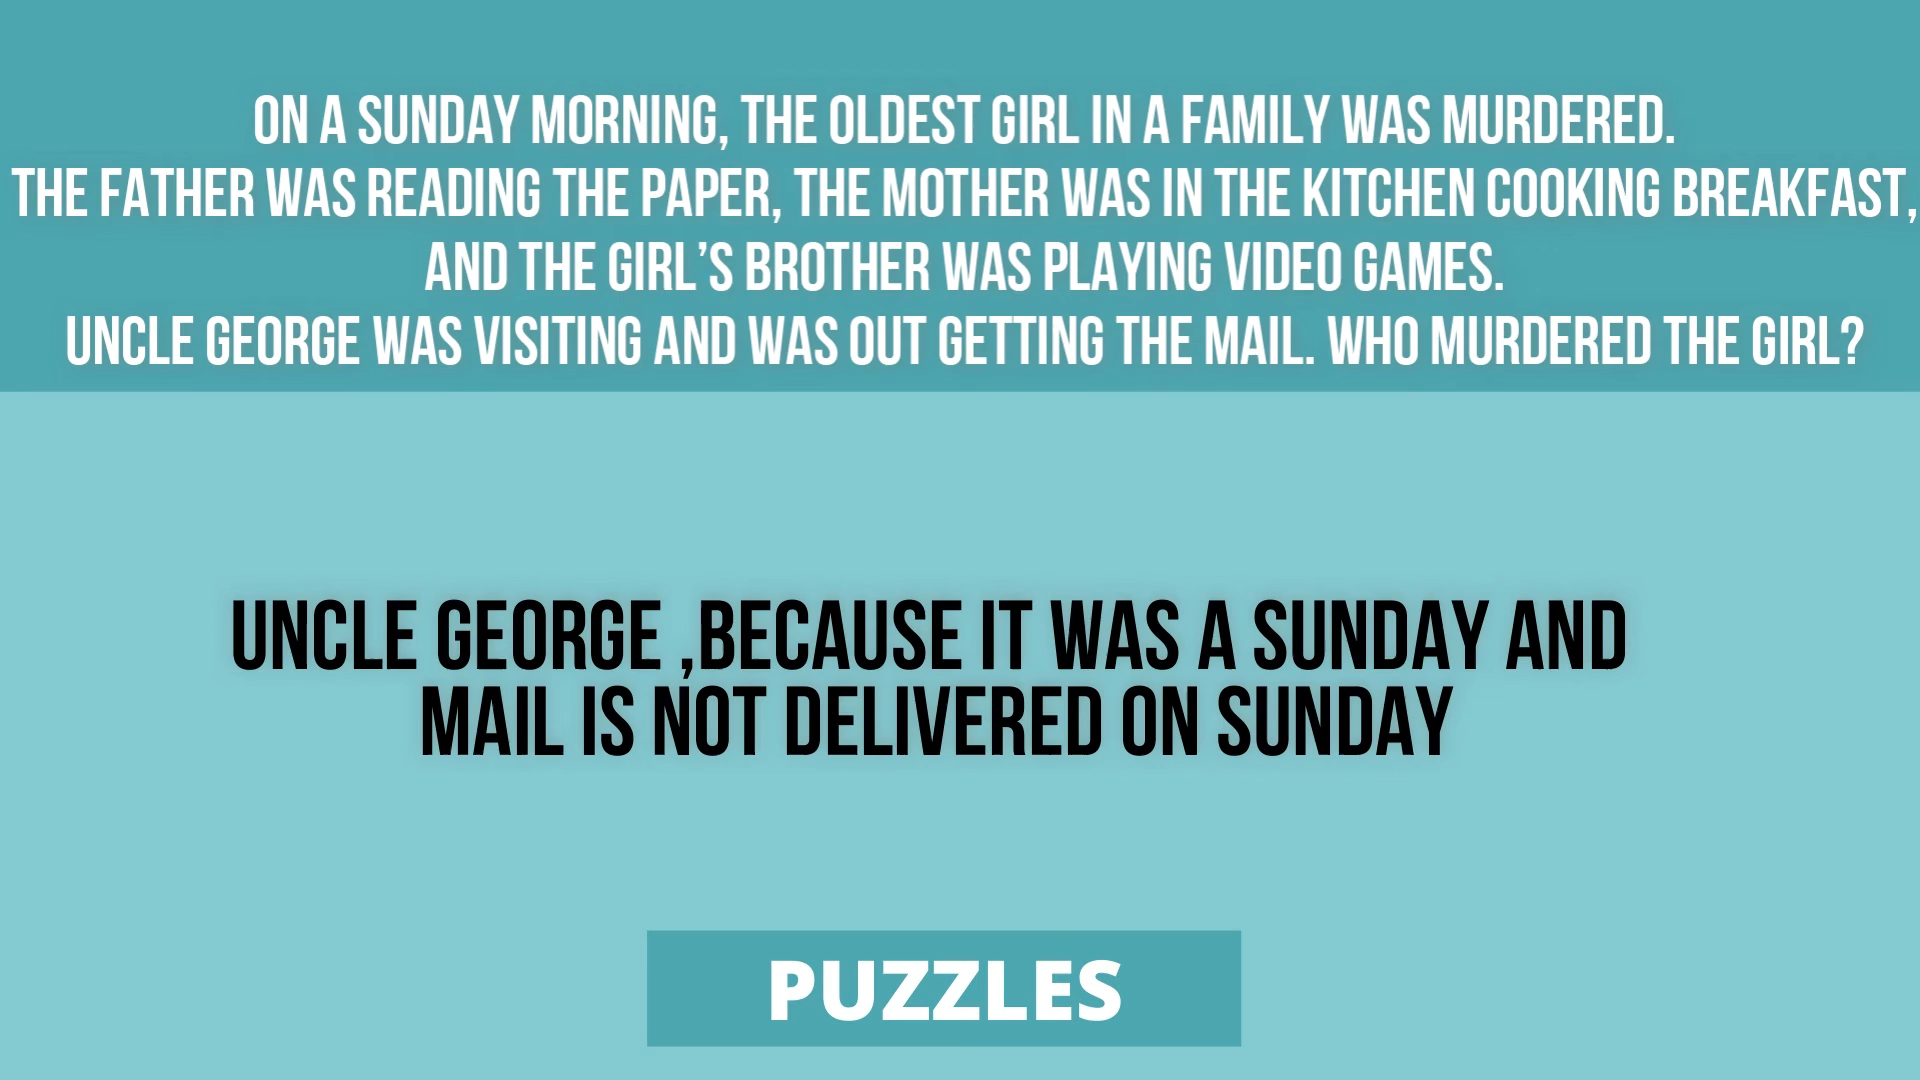 ON A SUNDAY MORNING, THE OLDEST GIRL IN A FAMILY WAS MURDERED.
THE FATHER WAS READING THE PAPER, THE MOTHER WAS IN THE KITCHEN COOKING BREAKFAST,
AND THE GIRL’S BROTHER WAS PLAYING VIDEO GAMES.
UNCLE GEORGE WAS VISITING AND WAS OUT GETTING THE MAIL. WHO MURDERED THE GIRL?
UNCLE GEORGE ,BECAUSE IT WAS A SUNDAY AND
MAIL IS NOT DELIVERED ON SUNDAY
PUZZLES